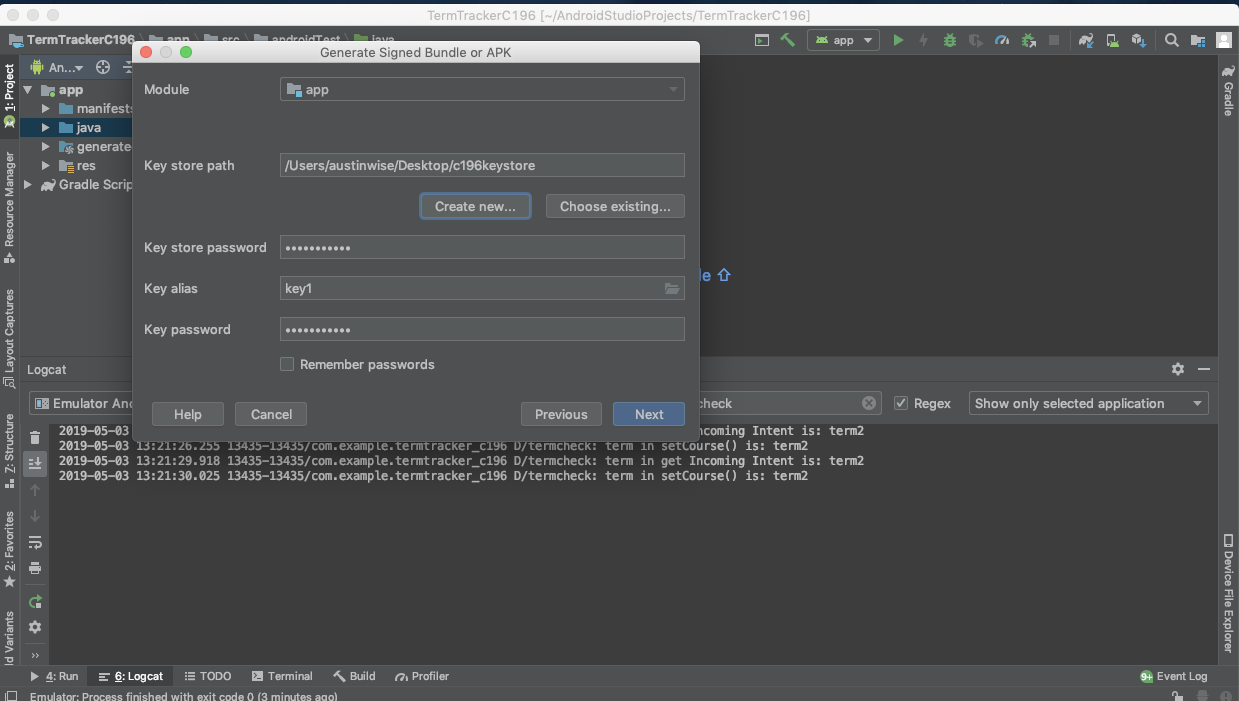 TermTrackerC196 [~/AndroidStudioProjects/TermTrackerC196]
TermTrackerC196 app src androidTest java
app
Generate Signed Bundle or APK
1: Project
Resource Manager
Layout Captures
Z: Structure
2: Favorites
ld Variants
An...
app
manifests
java
generate
res
Gradle Scrip
Module
app
Key store path
/Users/austinwise/Desktop/c196keystore
Create new...
Choose existing...
Key store password
•••••••••••
Key alias
key1
Key password
•••••••••••
Remember passwords
Help
Cancel
Previous
Next
le ⇧
Gradle
Device File Explorer
Logcat
Emulator And
check
Regex
Show only selected application
2019-05-03 ncoming Intent is: term2
2019-05-03 13:21:26.255 13435-13435/com.example.termtracker_c196 D/termcheck: term in setCourse() is: term2
2019-05-03 13:21:29.918 13435-13435/com.example.termtracker_c196 D/termcheck: term in get Incoming Intent is: term2
2019-05-03 13:21:30.025 13435-13435/com.example.termtracker_c196 D/termcheck: term in setCourse() is: term2
4: Run
6: Logcat
TODO
Terminal
Build
Profiler
9+
Event Log
Emulator: Process finished with exit code 0 (3 minutes ago)